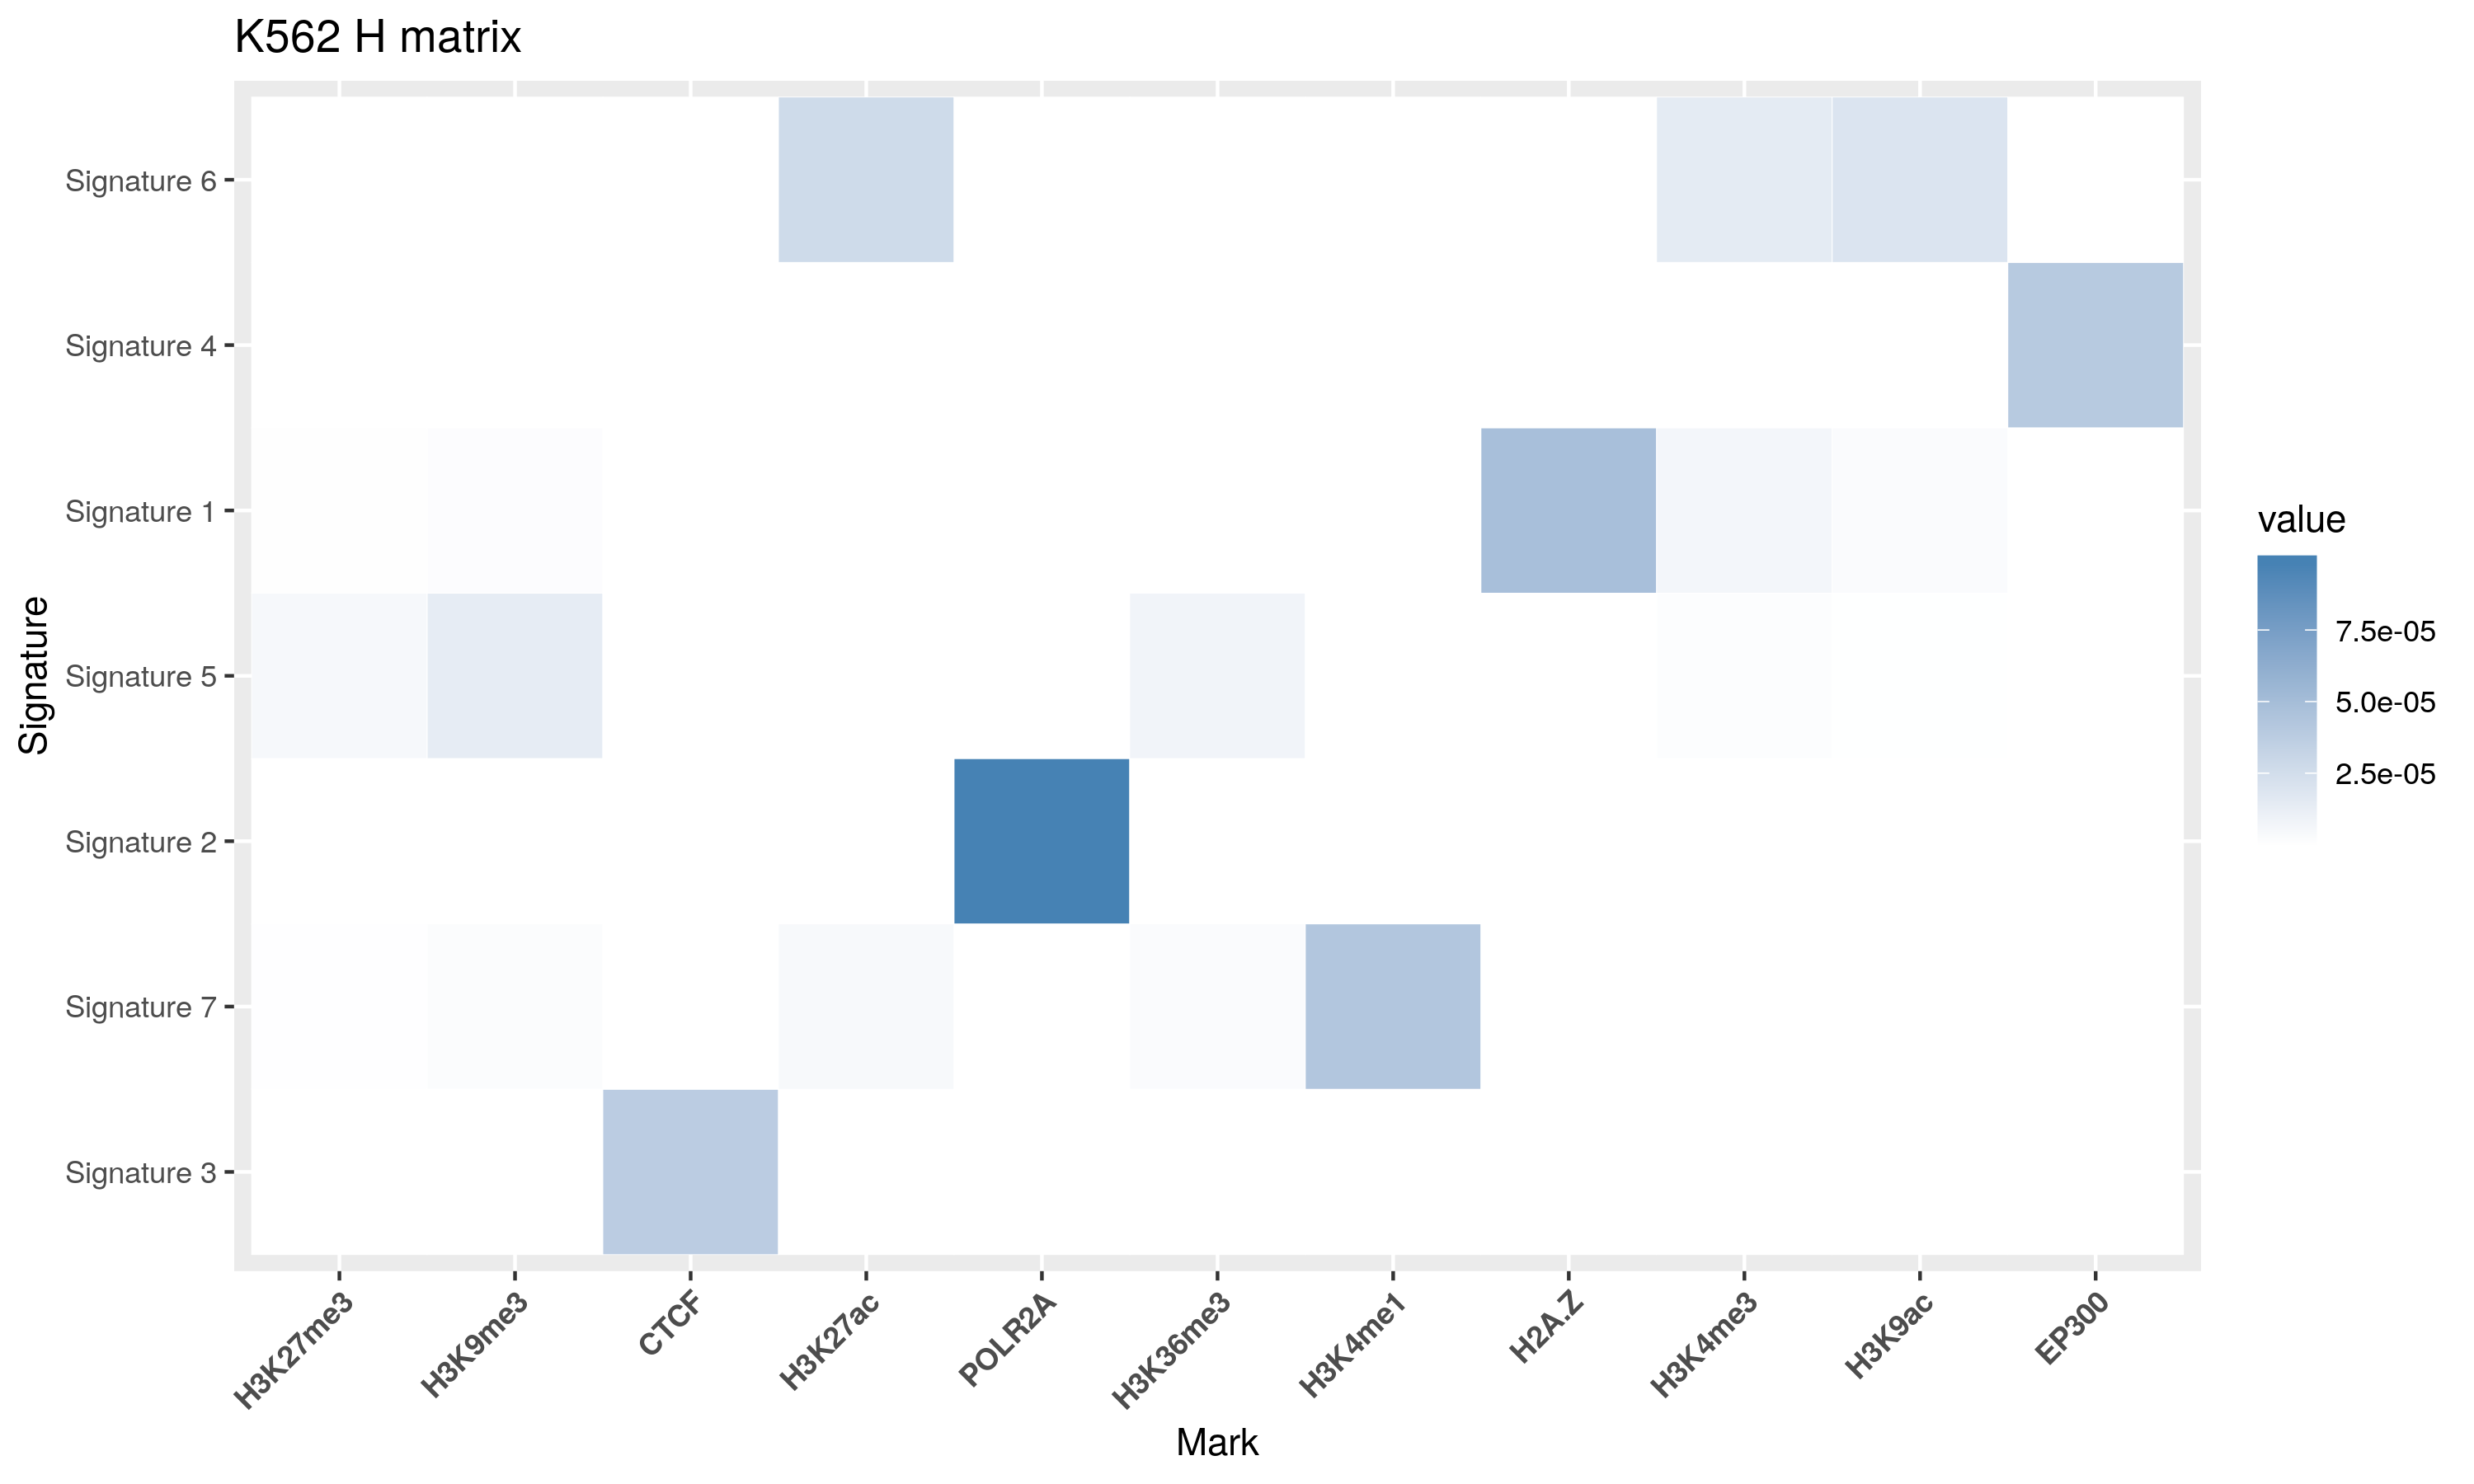 K562 H matrix
Signature
Signature 6
Signature 4
Signature 1
Signature 5
Signature 2
Signature 7
Signature 3
H3K27me3
H3K9me3
CTCF
H3K27ac
POLR2A
H3K36me3
H3K4me1
H2A.Z
H3K4me3
H3K9ac
EP300
Mark
value
7.5e-05
5.0e-05
2.5e-05